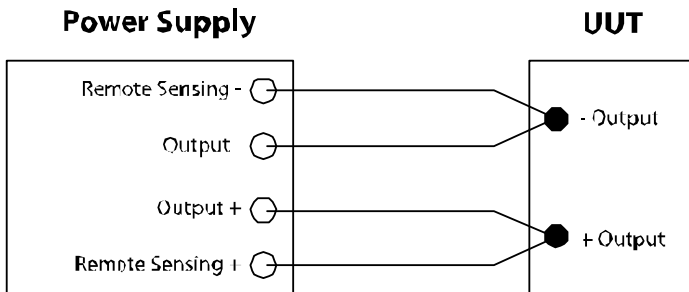 Power Supply
UUT
Remote Sensing -
Output
- Output
Output +
+ Output
Remote Sensing +